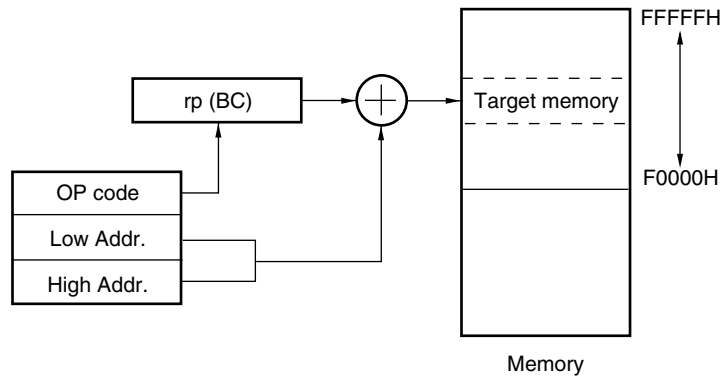 FFFFFH
rp (BC)
Target memory
OP code
F0000H
Low Addr.
High Addr.
Memory